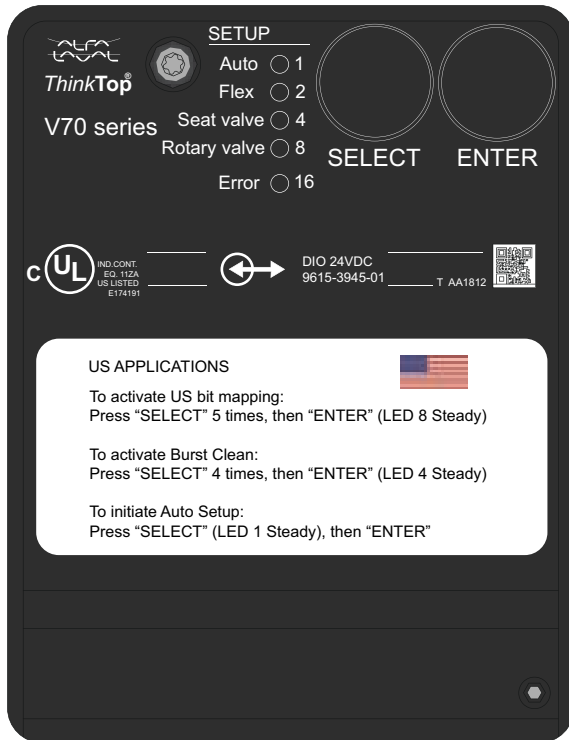 ALFA
LAVAL
ThinkTop®
V70 series
SETUP
Auto 1
Flex 2
Seat valve 4
Rotary valve 8
Error 16
SELECT
ENTER
C UL
IND.CONT.
EQ. 11ZA
US LISTED
E174191
DIO 24VDC
9615-3945-01
T AA1812
US APPLICATIONS
To activate US bit mapping:
Press “SELECT” 5 times, then “ENTER” (LED 8 Steady)
To activate Burst Clean:
Press “SELECT” 4 times, then “ENTER” (LED 4 Steady)
To initiate Auto Setup:
Press “SELECT” (LED 1 Steady), then “ENTER”